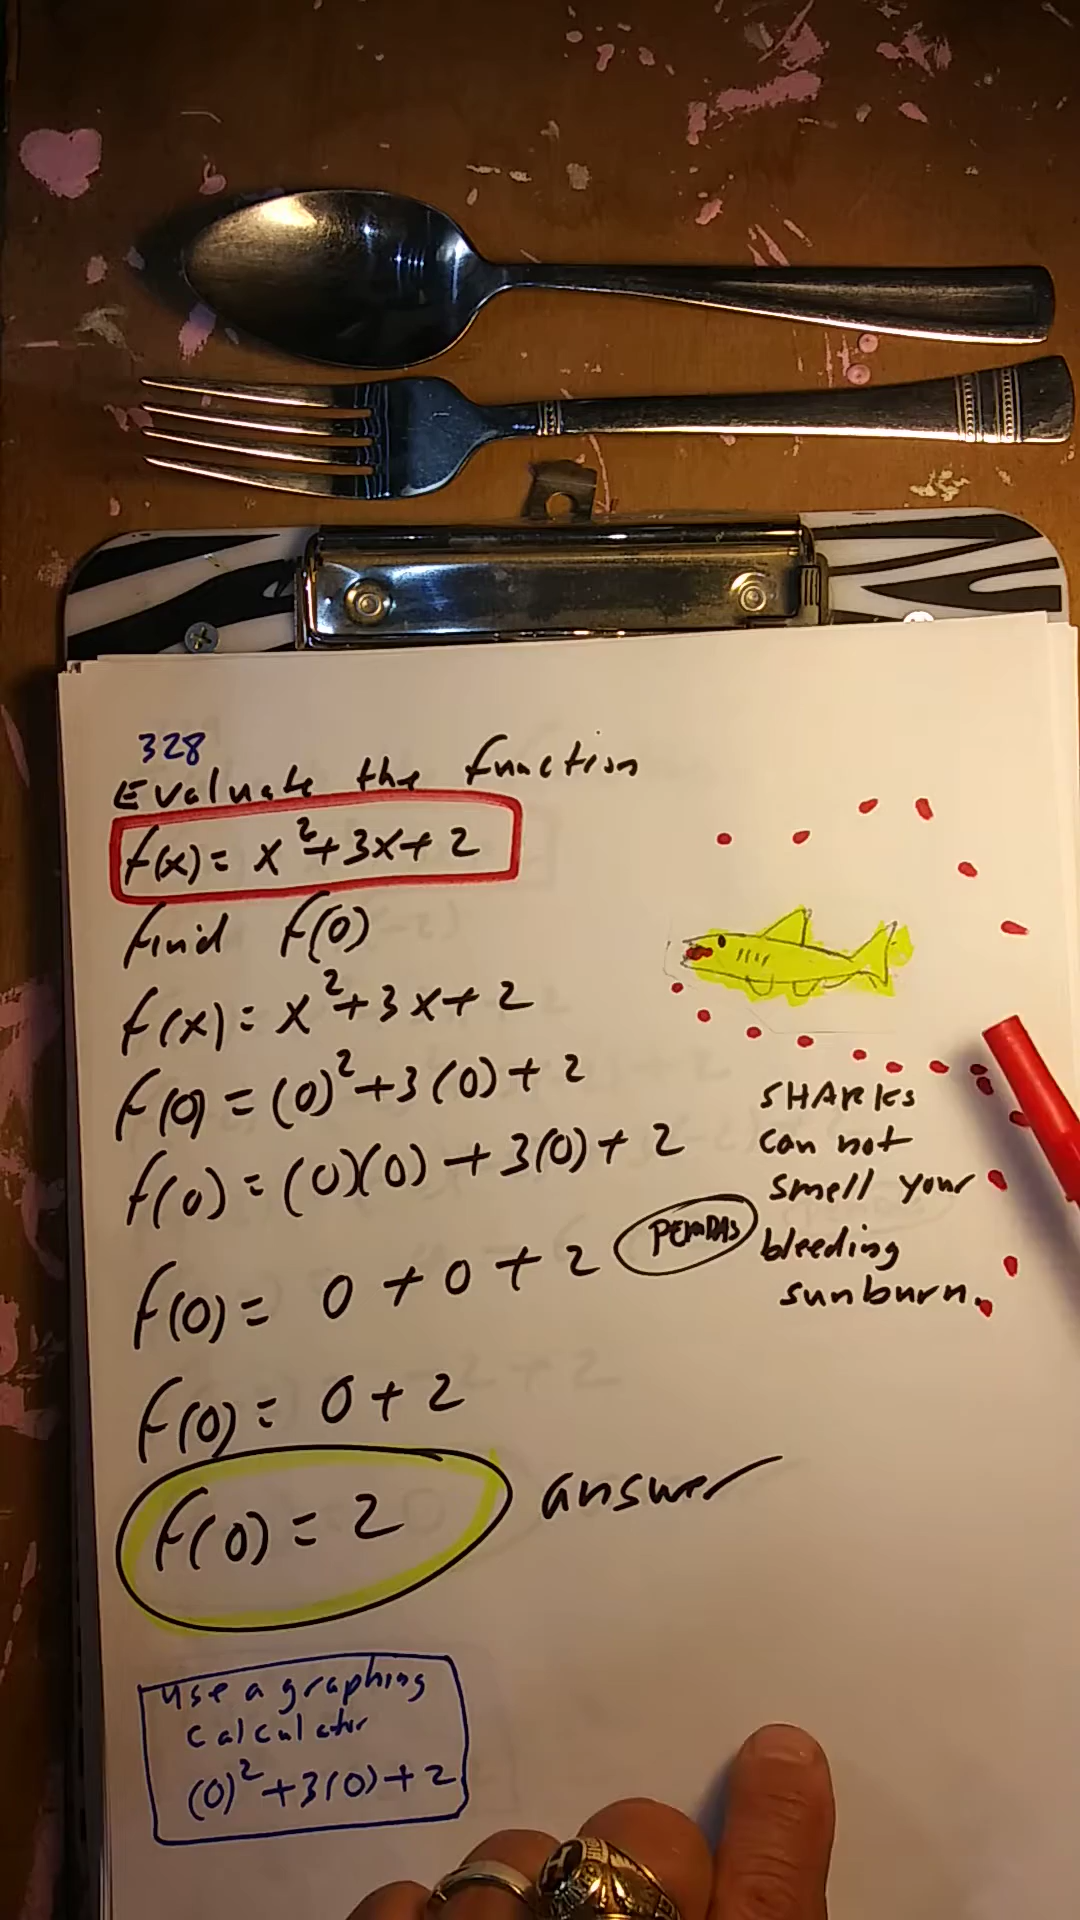 328
Evaluate the function
f(x) = x²+3x+2
find f(0)
f(x) = x²+3x+2
f(0) = (0)²+3(0)+2
f(0) = (0)(0)+3(0)+2
f(0) = 0+0+2
PEMDAS
f(0) = 0+2
f(0) = 2 answer
use a graphing
calculator
(0)²+3(0)+2
SHARKS
can not
smell your
bleeding
sunburn.